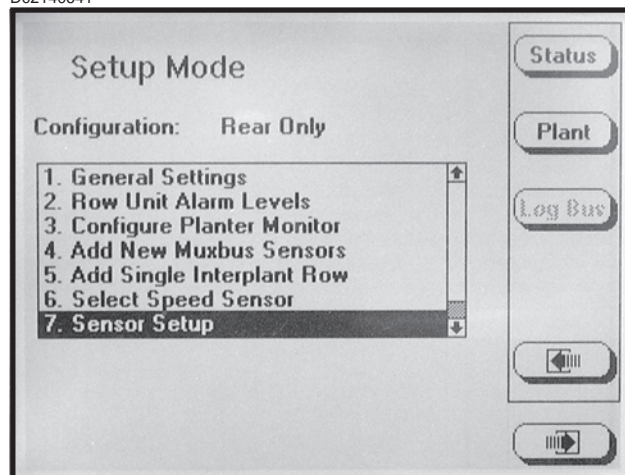 Setup Mode
Status
Configuration: Rear Only
Plant
1. General Settings
2. Row Unit Alarm Levels
3. Configure Planter Monitor
4. Add New Muxbus Sensors
5. Add Single Interplant Row
6. Select Speed Sensor
7. Sensor Setup
Log Bus